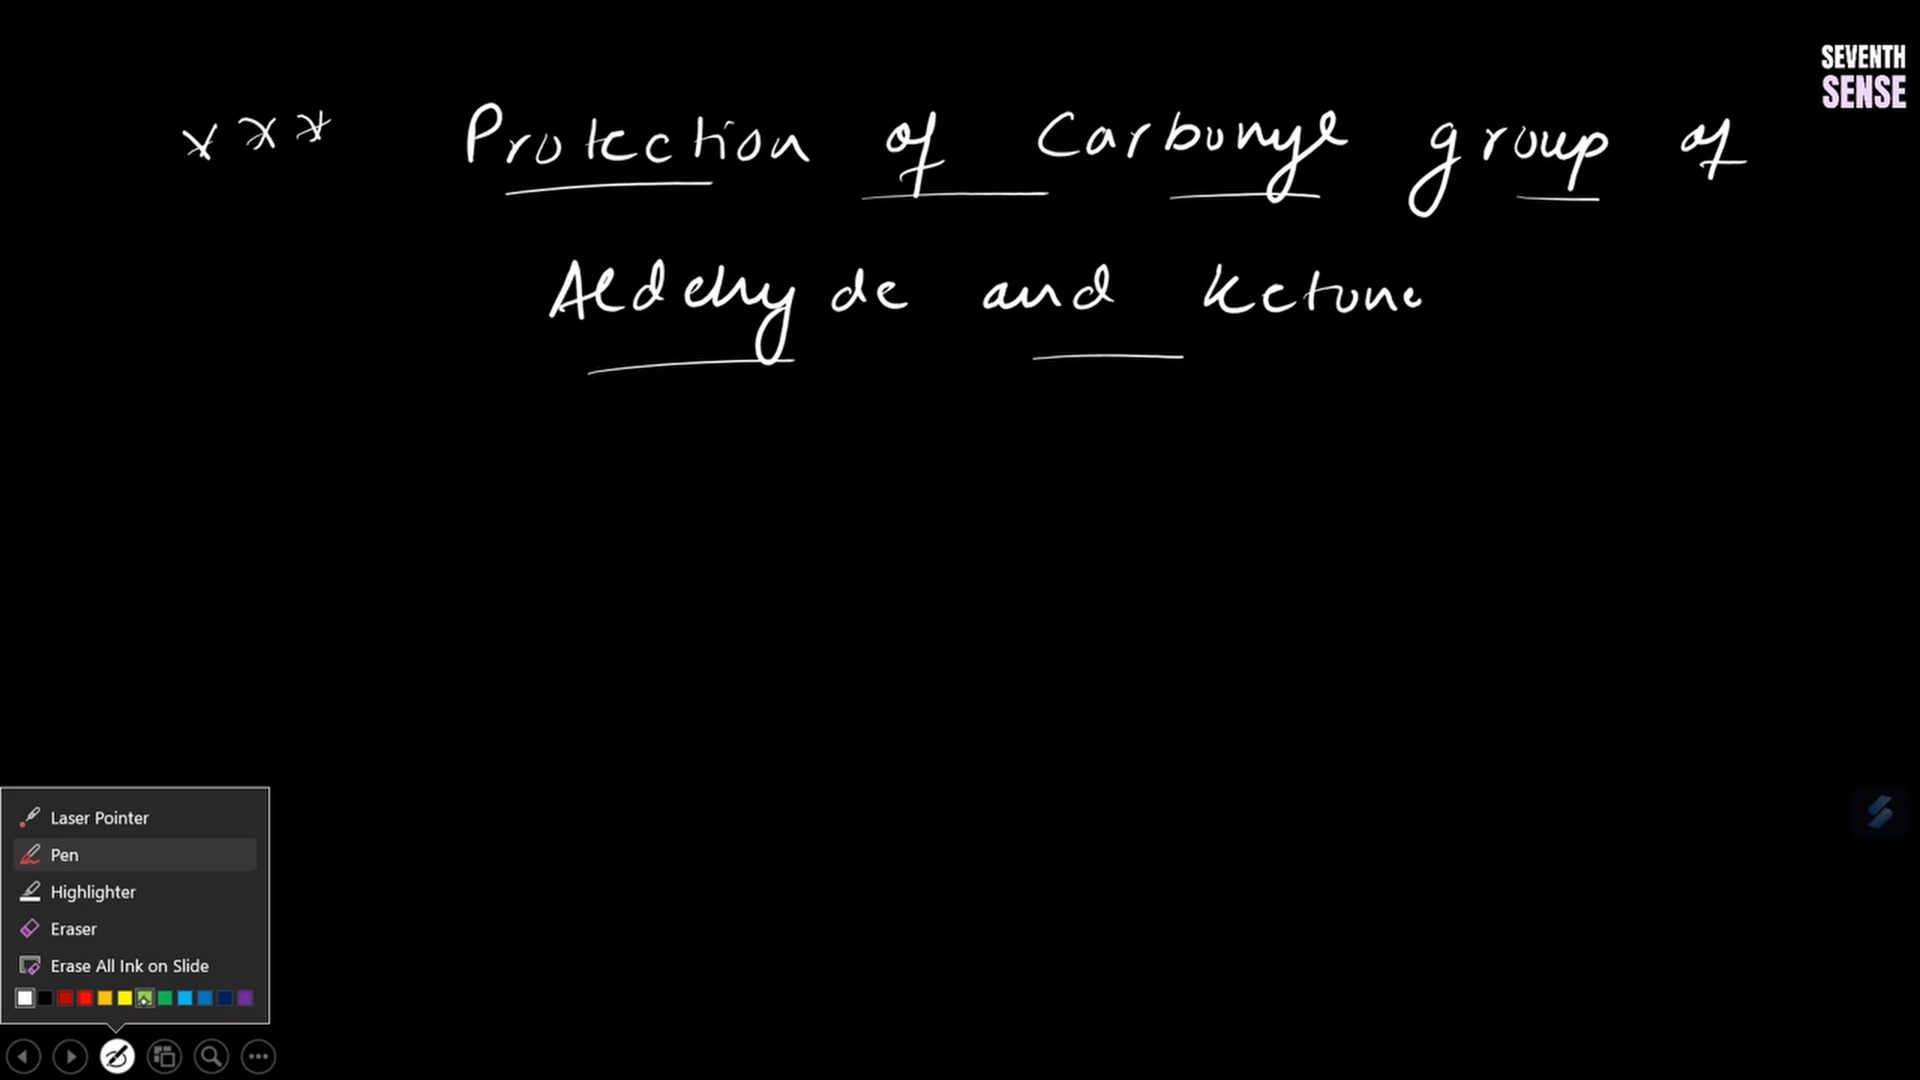 SEVENTH
SENSE
*** Protection of Carbonyl group of
Aldehyde and Ketone
Laser Pointer
Pen
Highlighter
Eraser
Erase All Ink on Slide